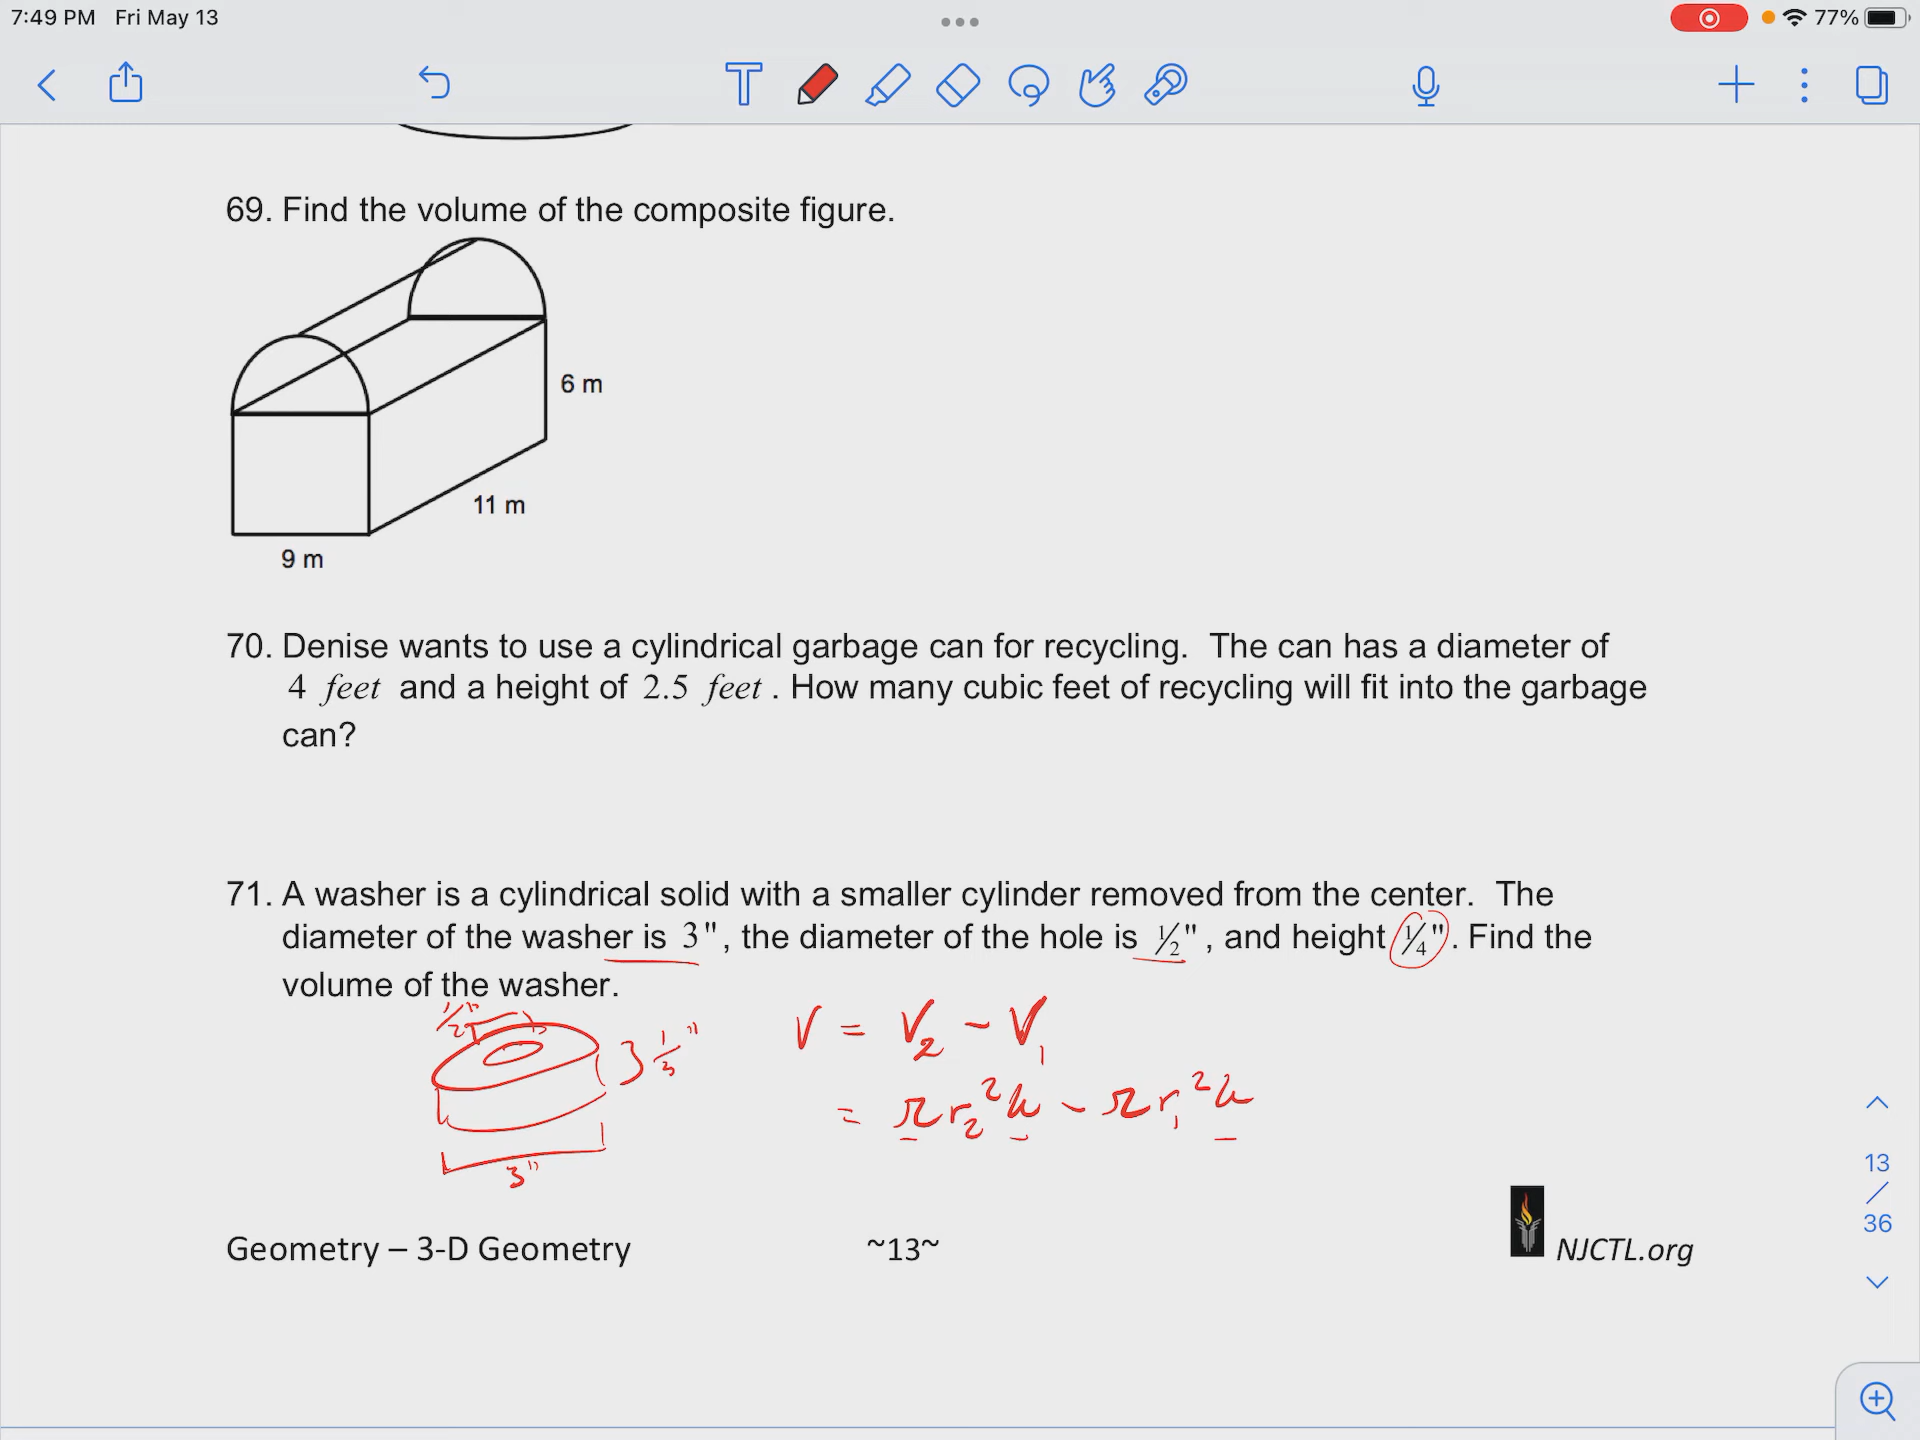 7:49 PM Fri May 13
77%
69. Find the volume of the composite figure.
6 m
11 m
9 m
70. Denise wants to use a cylindrical garbage can for recycling. The can has a diameter of
4 feet and a height of 2.5 feet . How many cubic feet of recycling will fit into the garbage
can?
71. A washer is a cylindrical solid with a smaller cylinder removed from the center. The
diameter of the washer is 3", the diameter of the hole is 1/2", and height 1/4". Find the
volume of the washer.
1/2"
3 1/3"
3"
V = V₂ - V₁
= πr₂²h - πr₁²h
Geometry – 3-D Geometry ~13~ NJCTL.org
13
/
36